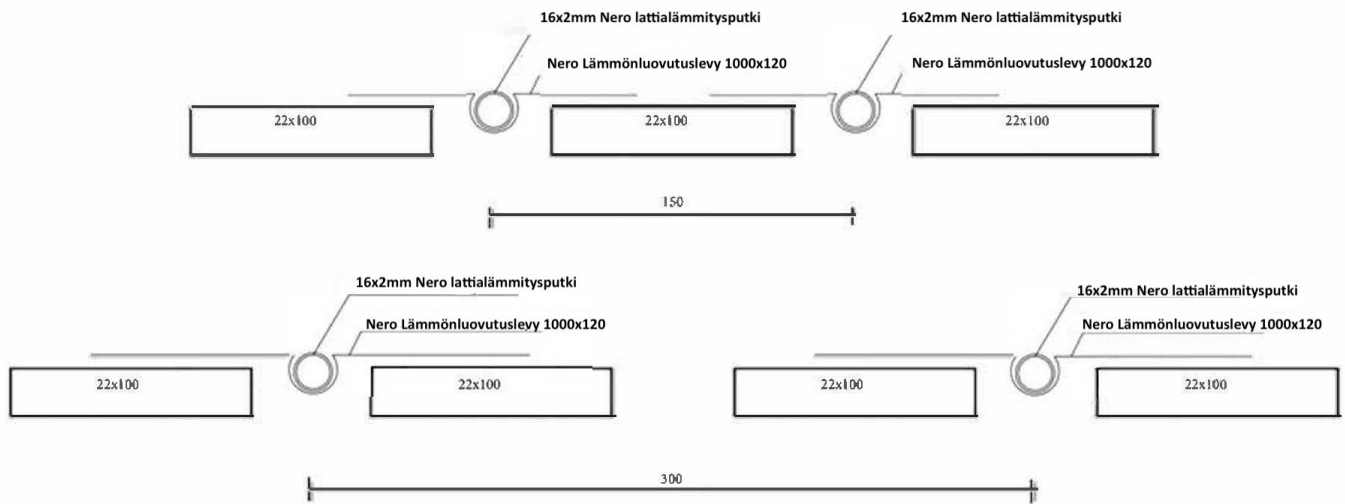 16x2mm Nero lattialämmitysputki
16x2mm Nero lattialämmitysputki
Nero Lämmönluovutuslevy 1000x120
Nero Lämmönluovutuslevy 1000x120
22x100
22x100
22x100
150
16x2mm Nero lattialämmitysputki
16x2mm Nero lattialämmitysputki
Nero Lämmönluovutuslevy 1000x120
Nero Lämmönluovutuslevy 1000x120
22x100
22x100
22x100
22x100
300